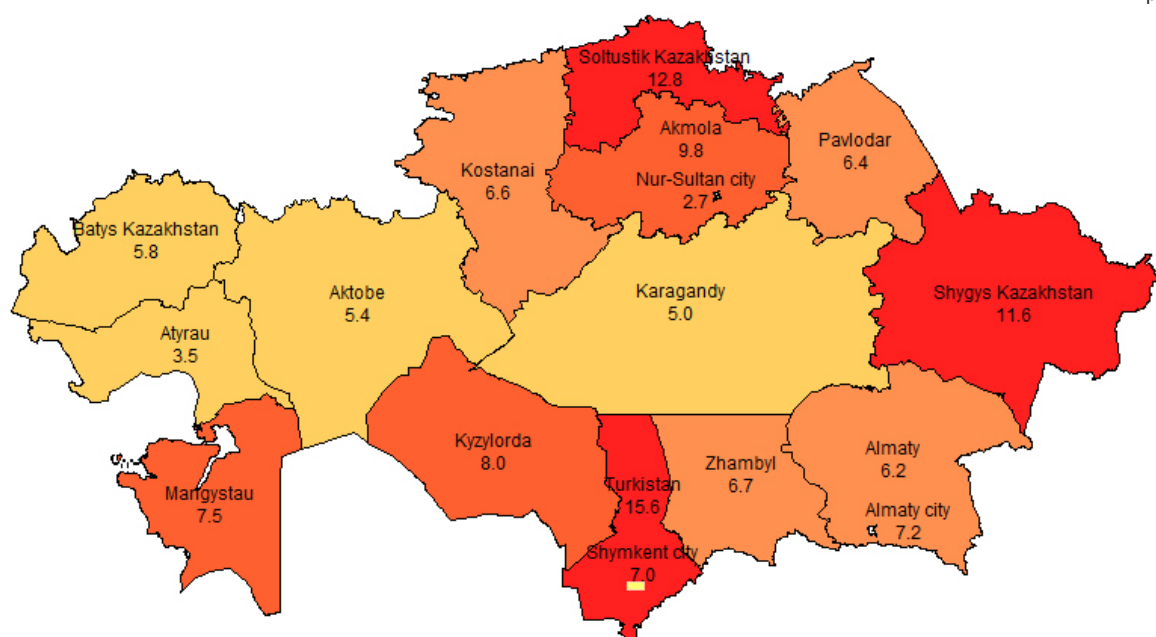 Soltustik Kazakhstan
12.8
Akmola
9.8
Nur-Sultan city
2.7
Pavlodar
6.4
Kostanai
6.6
Batys Kazakhstan
5.8
Aktobe
5.4
Karagandy
5.0
Shygys Kazakhstan
11.6
Atyrau
3.5
Kyzylorda
8.0
Mangystau
7.5
Turkistan
15.6
Zhambyl
6.7
Almaty
6.2
Almaty city
7.2
Shymkent city
7.0